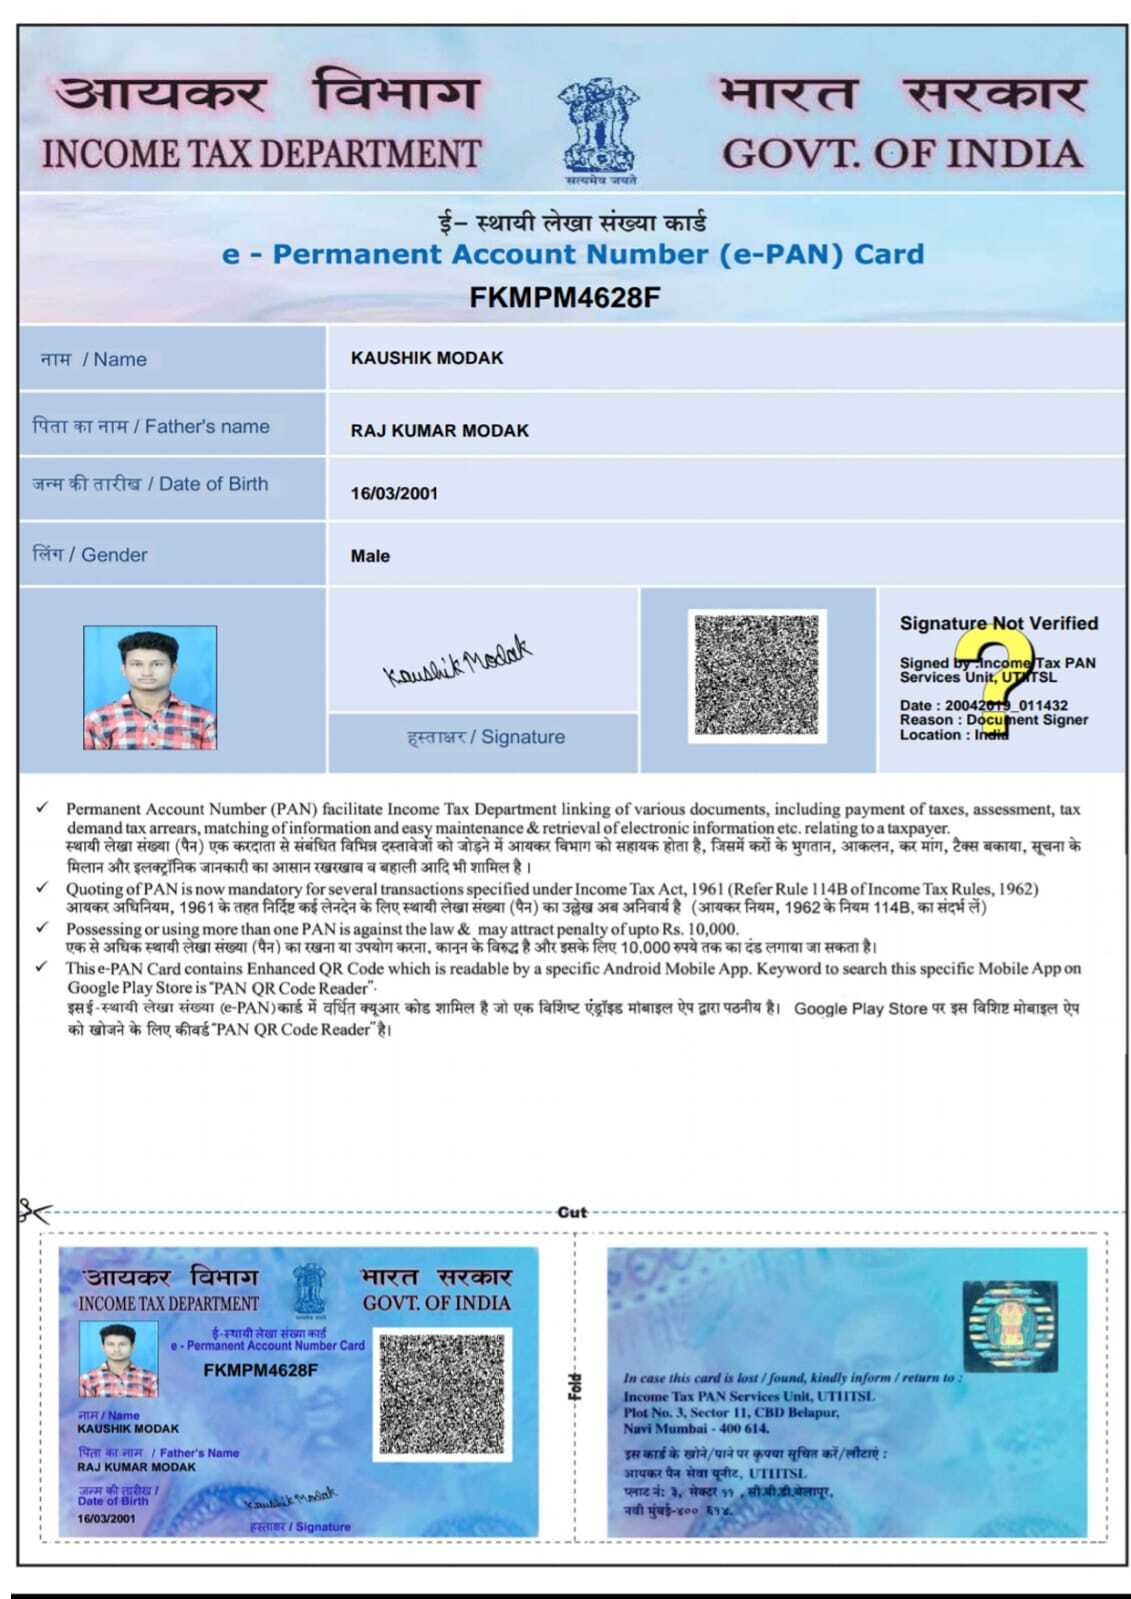 आयकर विभाग
INCOME TAX DEPARTMENT
सत्यमेव जयते
भारत सरकार
GOVT. OF INDIA
ई– स्थायी लेखा संख्या कार्ड
e - Permanent Account Number (e-PAN) Card
FKMPM4628F
नाम / Name
KAUSHIK MODAK
पिता का नाम / Father's name
RAJ KUMAR MODAK
जन्म की तारीख / Date of Birth
16/03/2001
लिंग / Gender
Male
Kaushik Modak
हस्ताक्षर / Signature
Signature Not Verified
Signed by :Income Tax PAN
Services Unit, UTIITSL
Date : 20042019_011432
Reason : Document Signer
Location : India
✓ Permanent Account Number (PAN) facilitate Income Tax Department linking of various documents, including payment of taxes, assessment, tax
demand tax arrears, matching of information and easy maintenance & retrieval of electronic information etc. relating to a taxpayer.
स्थायी लेखा संख्या (पैन) एक करदाता से संबंधित विभिन्न दस्तावेजों को जोड़ने में आयकर विभाग को सहायक होता है, जिसमें करों के भुगतान, आकलन, कर मांग, टैक्स बकाया, सूचना के
मिलान और इलक्ट्रॉनिक जानकारी का आसान रखरखाव व बहाली आदि भी शामिल है ।
✓ Quoting of PAN is now mandatory for several transactions specified under Income Tax Act, 1961 (Refer Rule 114B of Income Tax Rules, 1962)
आयकर अधिनियम, 1961 के तहत निर्दिष्ट कई लेनदेन के लिए स्थायी लेखा संख्या (पैन) का उल्लेख अब अनिवार्य है (आयकर नियम, 1962 के नियम 114B, का संदर्भ लें)
✓ Possessing or using more than one PAN is against the law & may attract penalty of upto Rs. 10,000.
एक से अधिक स्थायी लेखा संख्या (पैन) का रखना या उपयोग करना, कानून के विरुद्ध है और इसके लिए 10,000 रुपये तक का दंड लगाया जा सकता है।
✓ This e-PAN Card contains Enhanced QR Code which is readable by a specific Android Mobile App. Keyword to search this specific Mobile App on
Google Play Store is "PAN QR Code Reader".
इस ई-स्थायी लेखा संख्या (e-PAN) कार्ड में वर्धित क्यूआर कोड शामिल है जो एक विशिष्ट एंड्रॉइड मोबाइल ऐप द्वारा पठनीय है। Google Play Store पर इस विशिष्ट मोबाइल ऐप
को खोजने के लिए कीवर्ड "PAN QR Code Reader" है।
Cut
आयकर विभाग
INCOME TAX DEPARTMENT
भारत सरकार
GOVT. OF INDIA
ई-स्थायी लेखा संख्या कार्ड
e - Permanent Account Number Card
FKMPM4628F
नाम / Name
KAUSHIK MODAK
पिता का नाम / Father's Name
RAJ KUMAR MODAK
जन्म की तारीख /
Date of Birth
16/03/2001
Kaushik Modak
हस्ताक्षर / Signature
Fold
In case this card is lost / found, kindly inform / return to :
Income Tax PAN Services Unit, UTIITSL
Plot No. 3, Sector 11, CBD Belapur,
Navi Mumbai - 400 614.
इस कार्ड के खोने/पाने पर कृपया सूचित करें/लौटाएं :
आयकर पैन सेवा यूनीट, UTIITSL
प्लाट नं: ३, सेक्टर ११ , सी.बी.डी.बेलापूर,
नवी मुंबई-४०० ६१४.